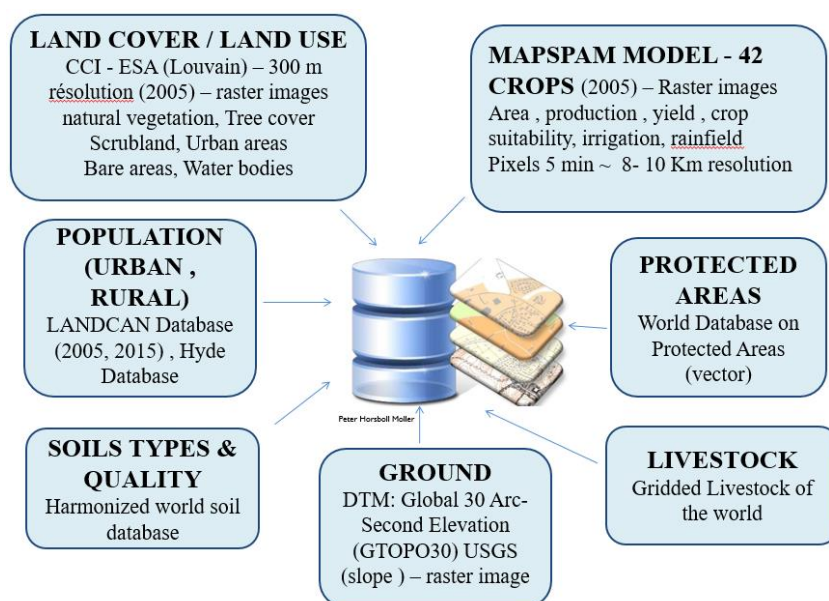 LAND COVER / LAND USE
CCI - ESA (Louvain) – 300 m
résolution (2005) – raster images
natural vegetation, Tree cover
Scrubland, Urban areas
Bare areas, Water bodies
MAPSPAM MODEL - 42
CROPS (2005) – Raster images
Area , production , yield , crop
suitability, irrigation, rainfield
Pixels 5 min ~ 8- 10 Km resolution
POPULATION
(URBAN ,
RURAL)
LANDCAN Database
(2005, 2015) , Hyde
Database
PROTECTED
AREAS
World Database on
Protected Areas
(vector)
Peter Horsboll Moller
SOILS TYPES &
QUALITY
Harmonized world soil
database
GROUND
DTM: Global 30 Arc-
Second Elevation
(GTOPO30) USGS
(slope ) – raster image
LIVESTOCK
Gridded Livestock of
the world